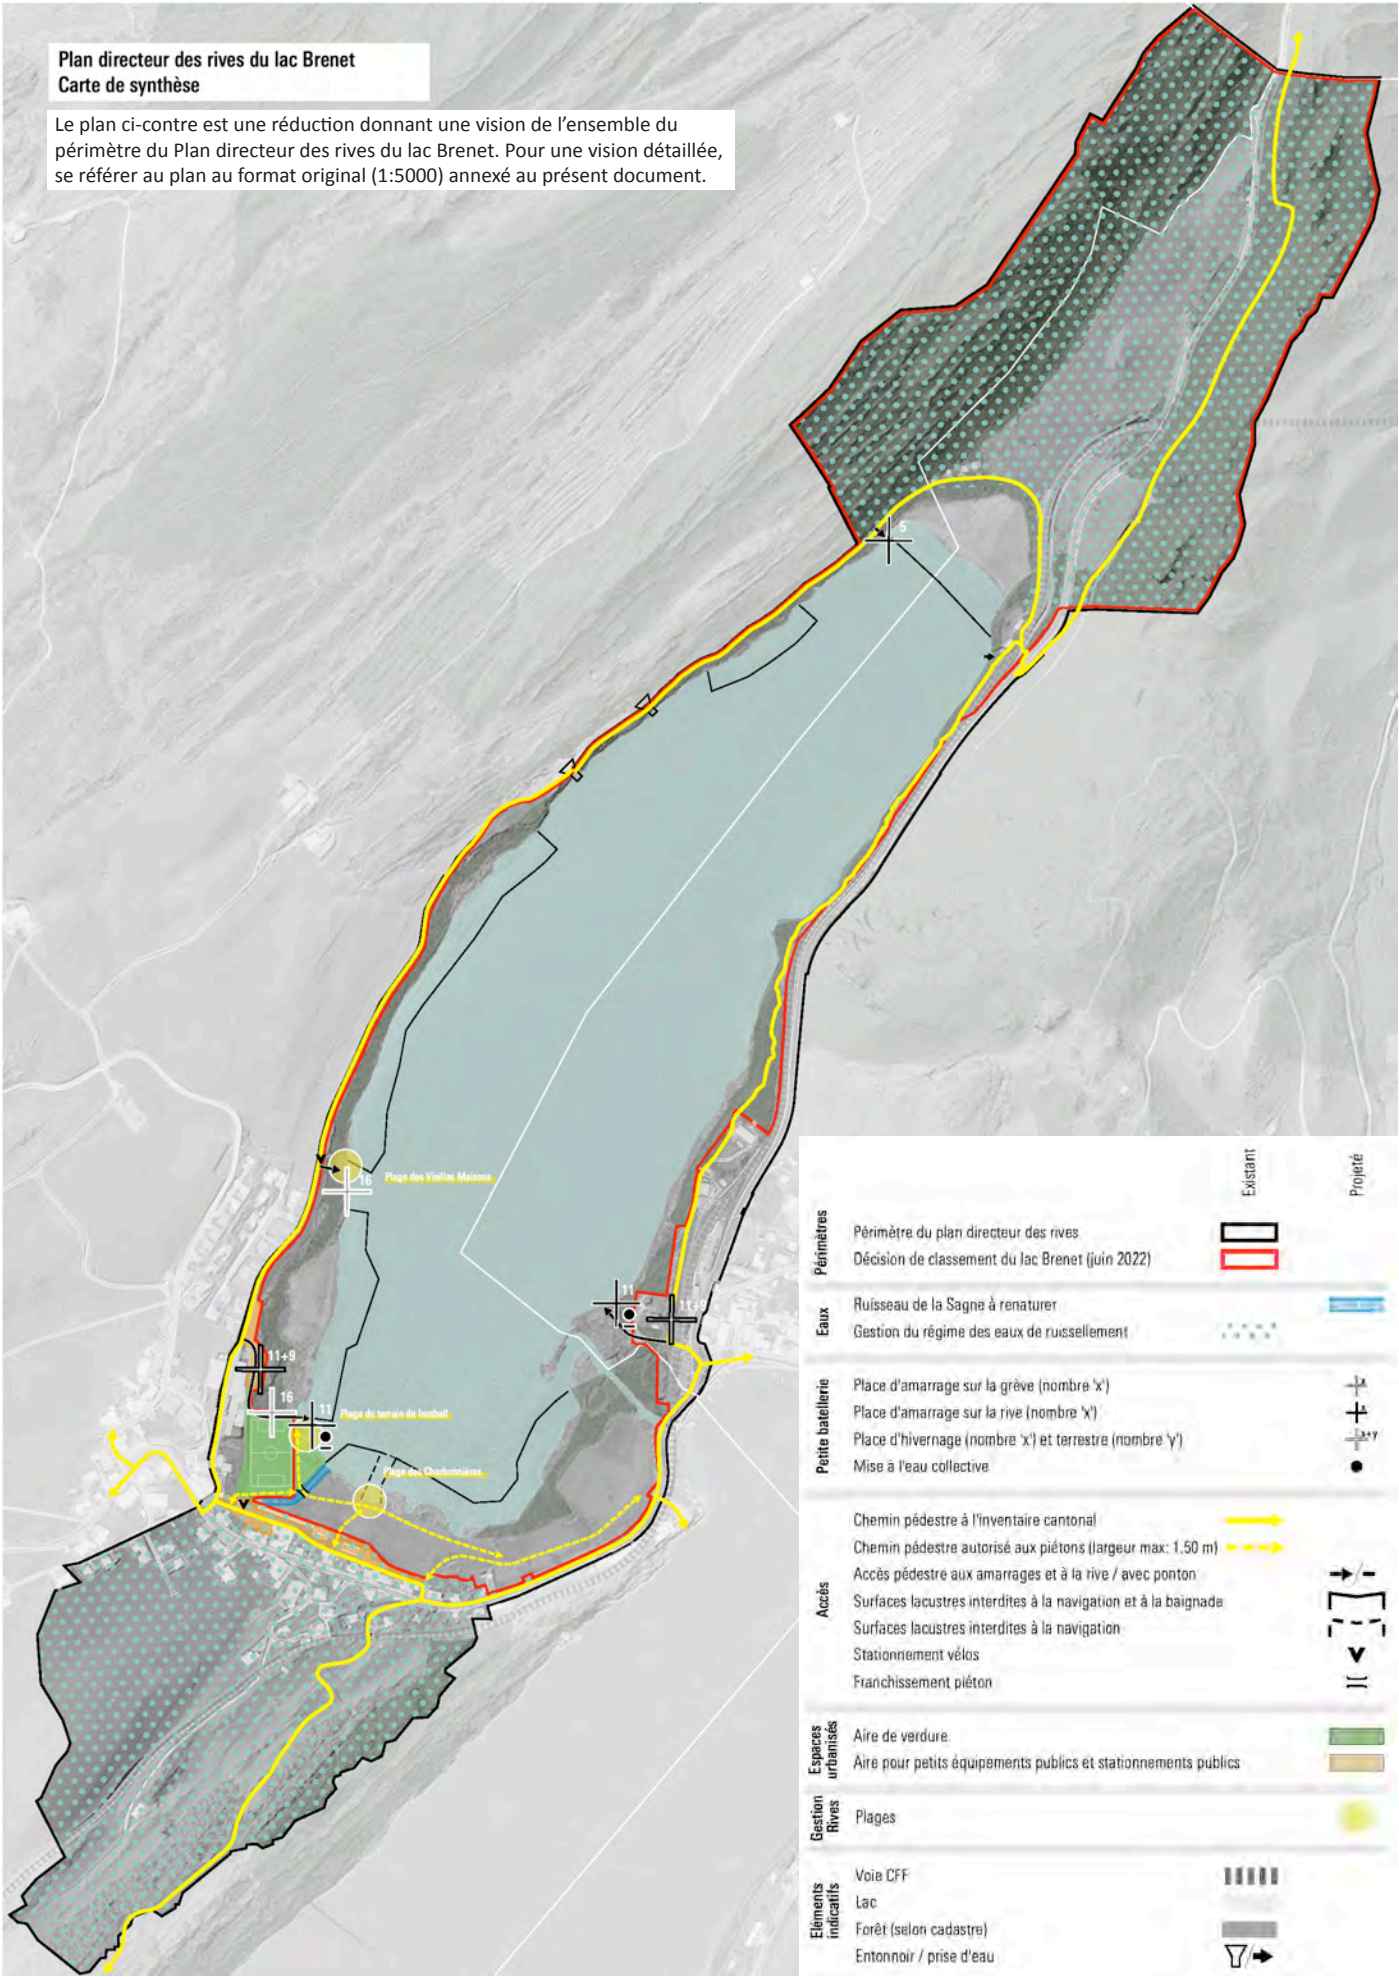 Plan directeur des rives du lac Brenet
Carte de synthèse
Le plan ci-contre est une réduction donnant une vision de l'ensemble du
périmètre du Plan directeur des rives du lac Brenet. Pour une vision détaillée,
se référer au plan au format original (1:5000) annexé au présent document.
5
16
Plage des Vieilles Maisons
11
11+9
11+9
16
11
Plage du terrain de football
Plage des Charbonnières
Existant
Projeté
Périmètres
Périmètre du plan directeur des rives
Décision de classement du lac Brenet (juin 2022)
Eaux
Ruisseau de la Sagne à renaturer
Gestion du régime des eaux de ruissellement
Petite batellerie
Place d'amarrage sur la grève (nombre 'x')
x
Place d'amarrage sur la rive (nombre 'x')
x
Place d'hivernage (nombre 'x') et terrestre (nombre 'y')
x+y
Mise à l'eau collective
Accès
Chemin pédestre à l'inventaire cantonal
Chemin pédestre autorisé aux piétons (largeur max: 1.50 m)
Accès pédestre aux amarrages et à la rive / avec ponton
Surfaces lacustres interdites à la navigation et à la baignade
Surfaces lacustres interdites à la navigation
Stationnement vélos
Franchissement piéton
Espaces
urbanisés
Aire de verdure
Aire pour petits équipements publics et stationnements publics
Gestion
Rives
Plages
Eléments
indicatifs
Voie CFF
Lac
Forêt (selon cadastre)
Entonnoir / prise d'eau